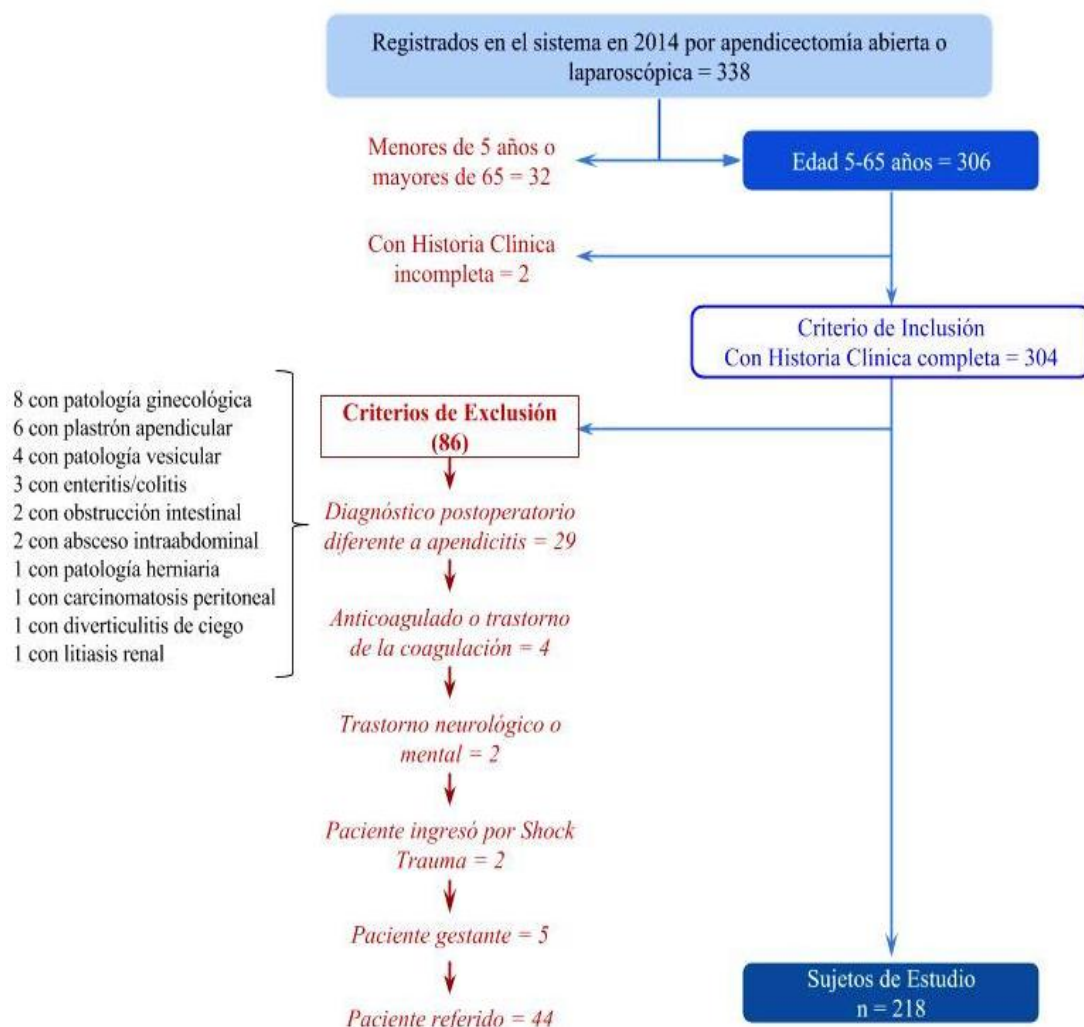 Registrados en el sistema en 2014 por apendicectomía abierta o
laparoscópica = 338
Menores de 5 años o
mayores de 65 = 32
Edad 5-65 años = 306
Con Historia Clínica
incompleta = 2
Criterio de Inclusión
Con Historia Clínica completa = 304
8 con patología ginecológica
6 con plastrón apendicular
4 con patología vesicular
3 con enteritis/colitis
2 con obstrucción intestinal
2 con absceso intraabdominal
1 con patología herniaria
1 con carcinomatosis peritoneal
1 con diverticulitis de ciego
1 con litiasis renal
Criterios de Exclusión
(86)
Diagnóstico postoperatorio
diferente a apendicitis = 29
Anticoagulado o trastorno
de la coagulación = 4
Trastorno neurológico o
mental = 2
Paciente ingresó por Shock
Trauma = 2
Paciente gestante = 5
Paciente referido = 44
Sujetos de Estudio
n = 218